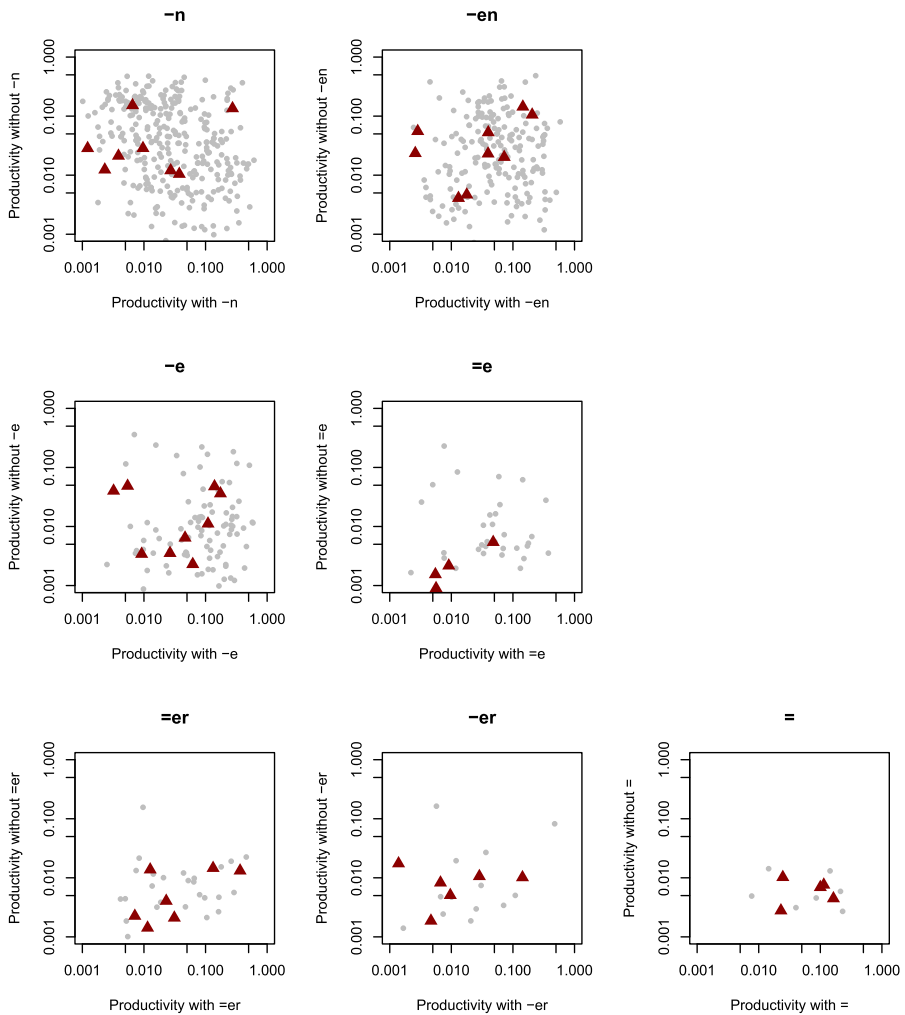 −n
Productivity without −n
1.000
0.100
0.010
0.001
0.001 0.010 0.100 1.000
Productivity with −n
−en
Productivity without −en
1.000
0.100
0.010
0.001
0.001 0.010 0.100 1.000
Productivity with −en
−e
Productivity without −e
1.000
0.100
0.010
0.001
0.001 0.010 0.100 1.000
Productivity with −e
=e
Productivity without =e
1.000
0.100
0.010
0.001
0.001 0.010 0.100 1.000
Productivity with =e
=er
Productivity without =er
1.000
0.100
0.010
0.001
0.001 0.010 0.100 1.000
Productivity with =er
−er
Productivity without −er
1.000
0.100
0.010
0.001
0.001 0.010 0.100 1.000
Productivity with −er
=
Productivity without =
1.000
0.100
0.010
0.001
0.001 0.010 0.100 1.000
Productivity with =